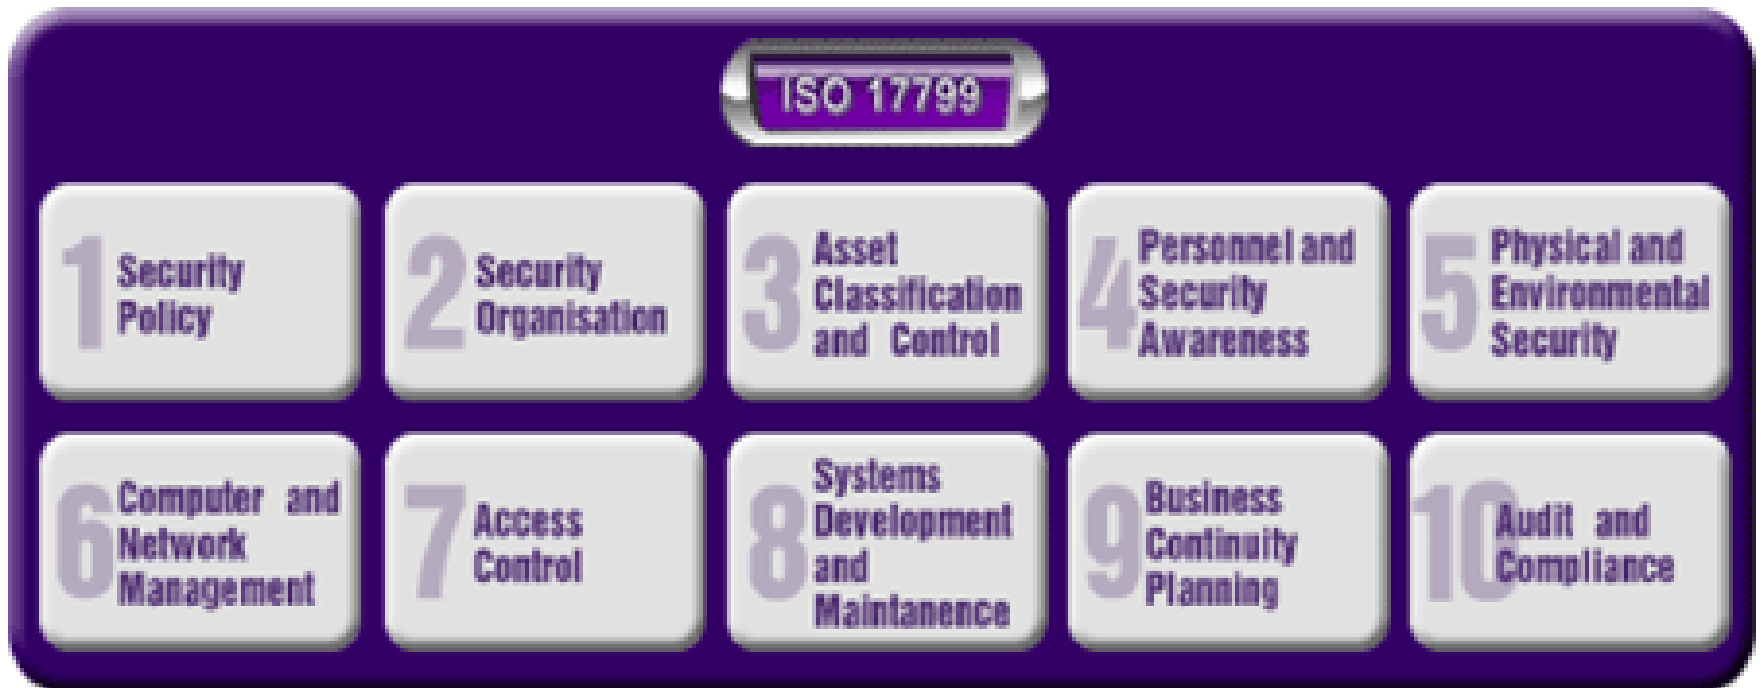 ISO 17799
1
Security
Policy
2
Security
Organisation
3
Asset
Classification
and Control
4
Personnel and
Security
Awareness
5
Physical and
Environmental
Security
6
Computer and
Network
Management
7
Access
Control
8
Systems
Development
and
Maintanence
9
Business
Continuity
Planning
10
Audit and
Compliance